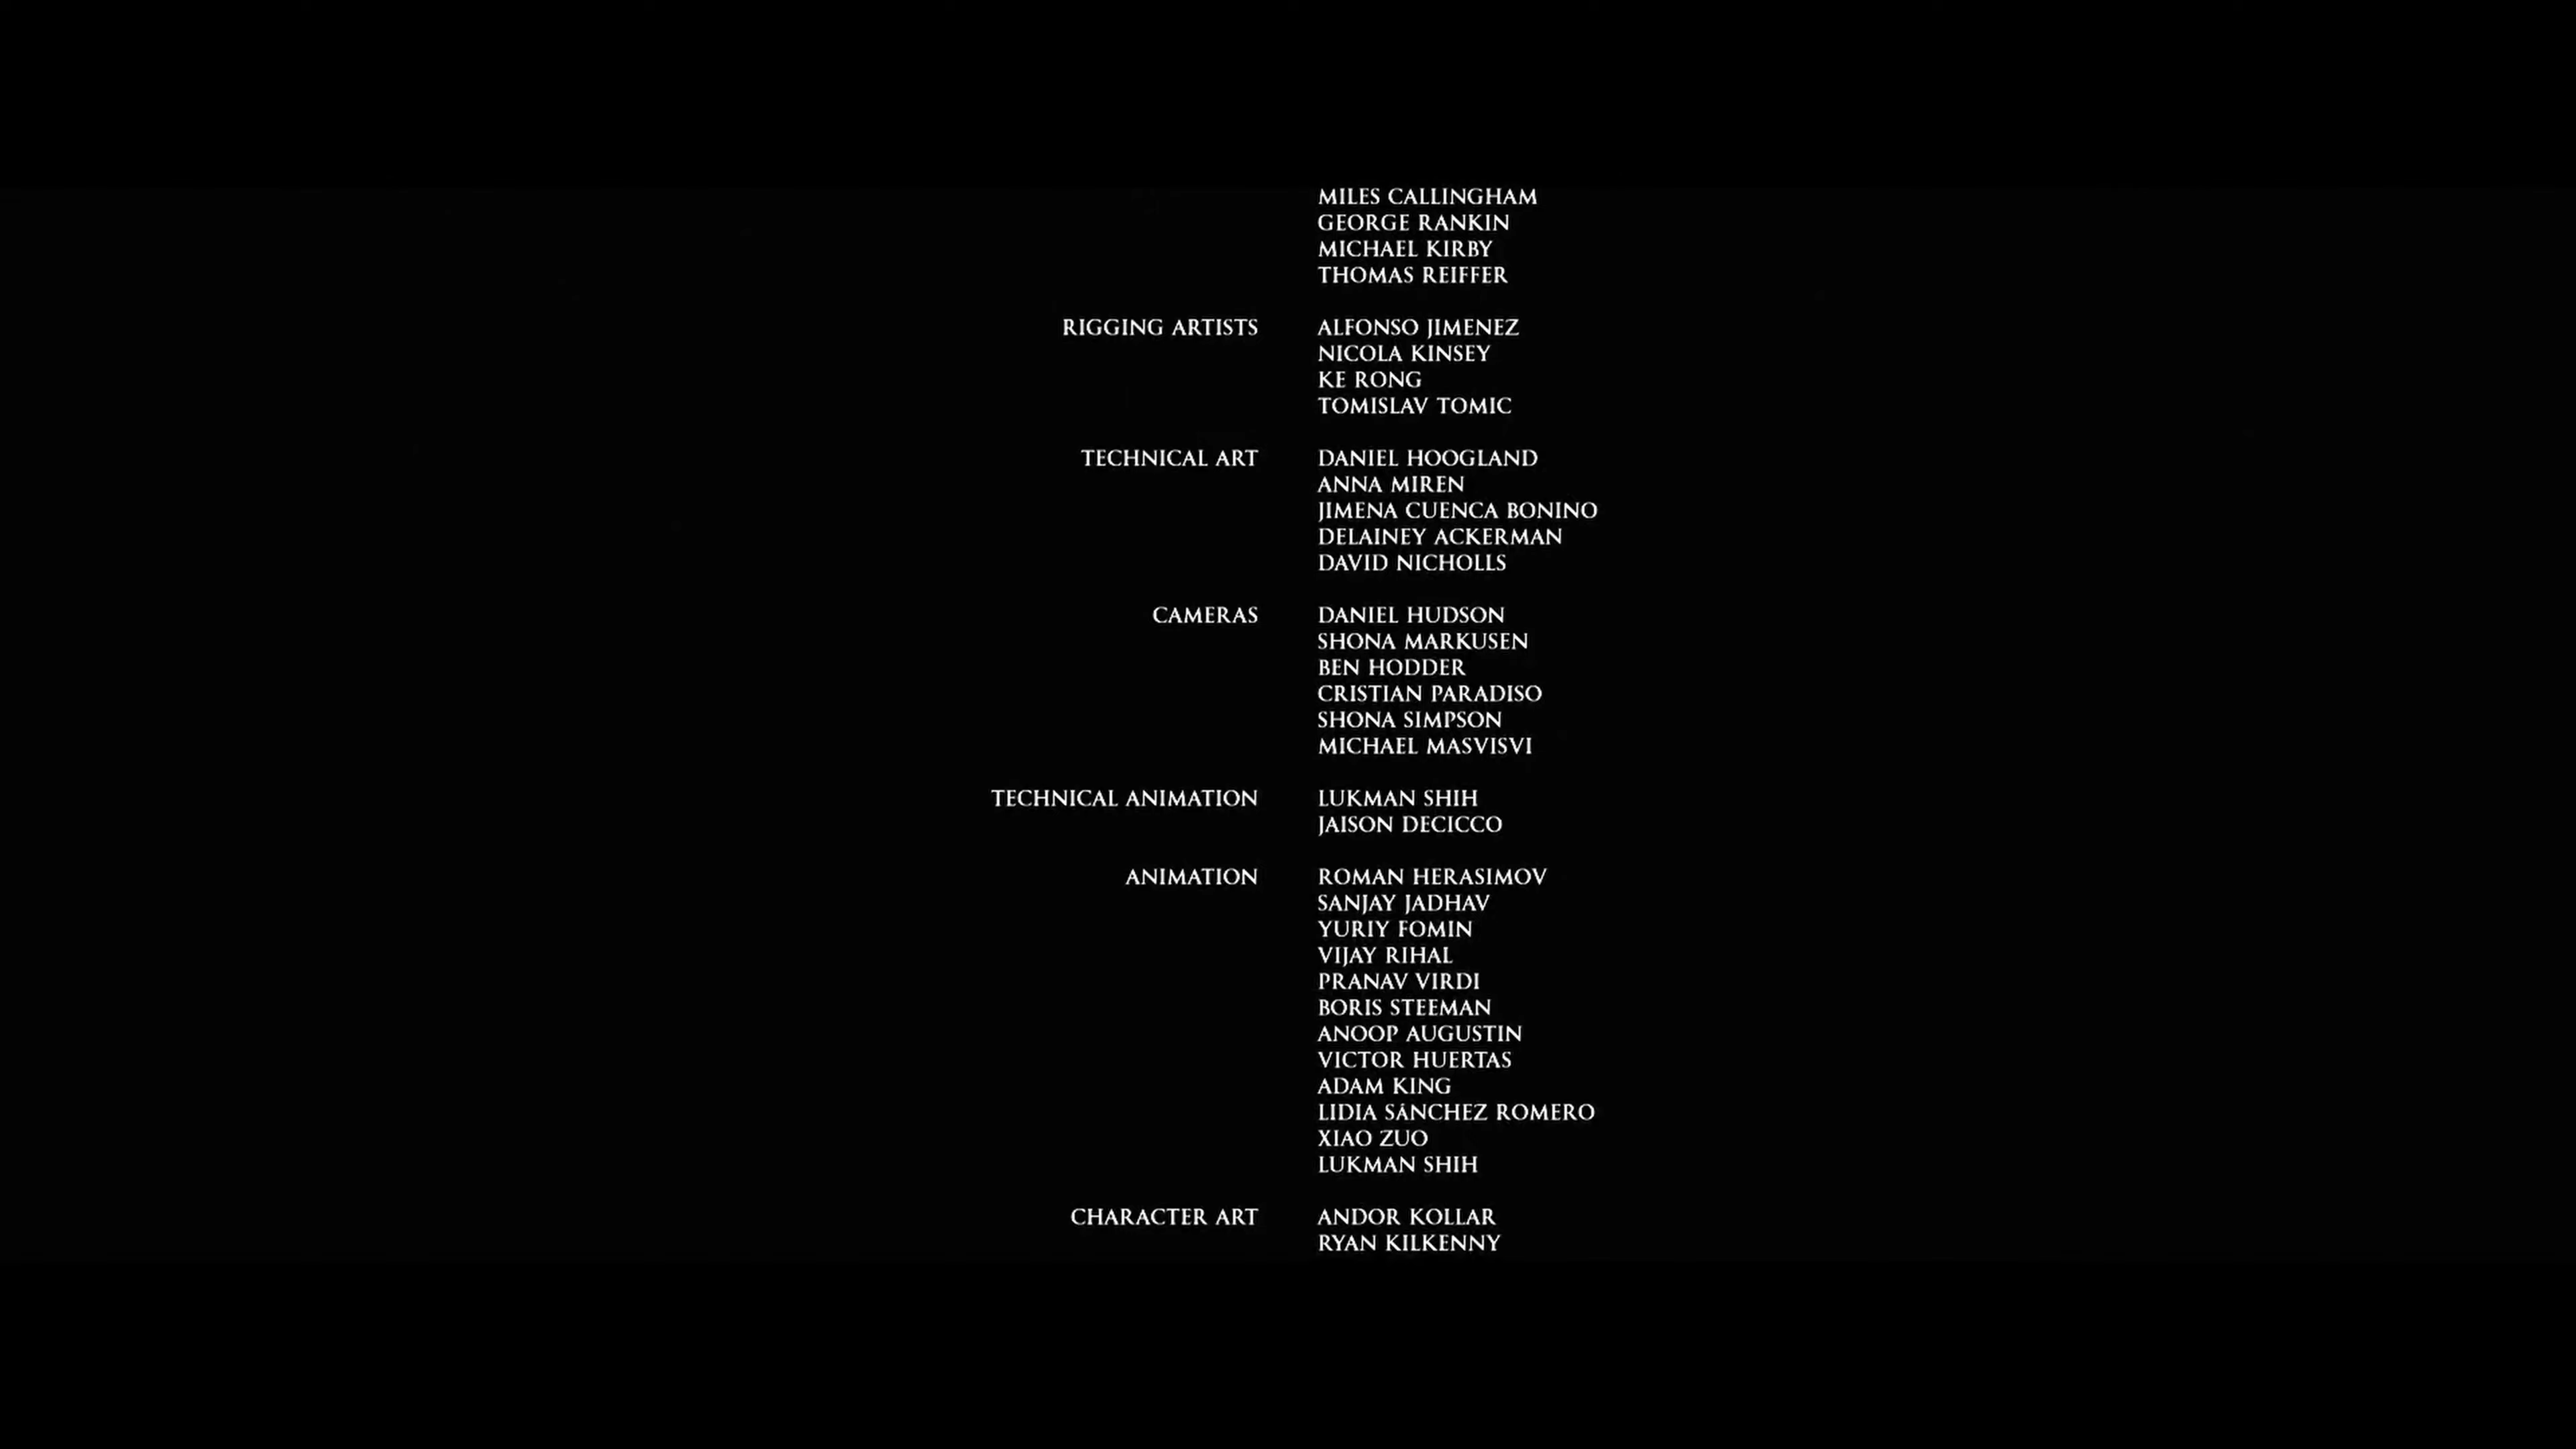 MILES CALLINGHAM
GEORGE RANKIN
MICHAEL KIRBY
THOMAS REIFFER
RIGGING ARTISTS ALFONSO JIMENEZ
NICOLA KINSEY
KE RONG
TOMISLAV TOMIC
TECHNICAL ART DANIEL HOOGLAND
ANNA MIREN
JIMENA CUENCA BONINO
DELAINEY ACKERMAN
DAVID NICHOLLS
CAMERAS DANIEL HUDSON
SHONA MARKUSEN
BEN HODDER
CRISTIAN PARADISO
SHONA SIMPSON
MICHAEL MASVISVI
TECHNICAL ANIMATION LUKMAN SHIH
JAISON DECICCO
ANIMATION ROMAN HERASIMOV
SANJAY JADHAV
YURIY FOMIN
VIJAY RIHAL
PRANAV VIRDI
BORIS STEEMAN
ANOOP AUGUSTIN
VICTOR HUERTAS
ADAM KING
LIDIA SÁNCHEZ ROMERO
XIAO ZUO
LUKMAN SHIH
CHARACTER ART ANDOR KOLLAR
RYAN KILKENNY